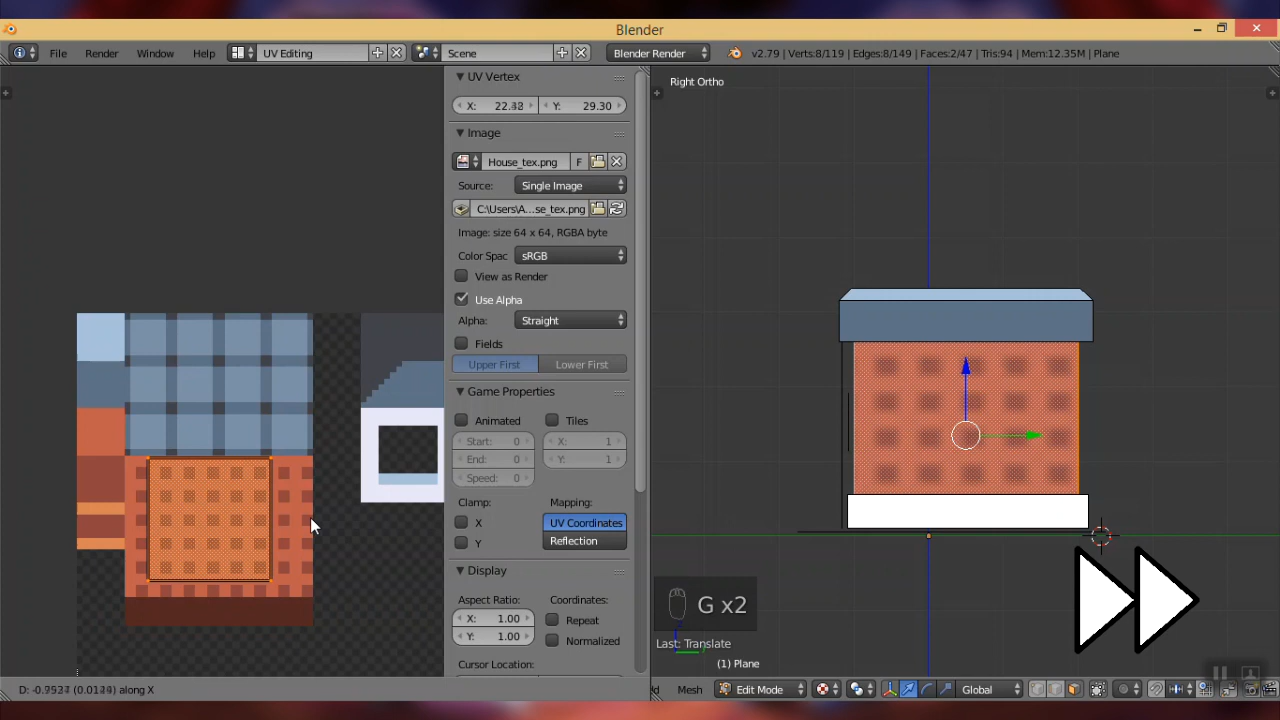 Blender
File Render Window Help UV Editing Scene Blender Render v2.79 | Verts:8/119 | Edges:8/149 | Faces:2/47 | Tris:94 | Mem:12.35M | Plane
UV Vertex
Y: 29.30
Image
House_tex.png F
Source: Single Image
C:\Users\A...se_tex.png
Image: size 64 x 64, RGBA byte
Color Spac sRGB
View as Render
Use Alpha
Alpha: Straight
Fields
Upper First Lower First
Game Properties
Animated Tiles
Start: 0 X: 1
End: 0 Y: 1
Speed: 0
Clamp: Mapping:
X UV Coordinates
Y Reflection
Display
Aspect Ratio: Coordinates:
X: 1.00 Repeat
Y: 1.00 Normalized
Cursor Location:
Right Ortho
G x2
Last: Translate
(1) Plane
along X
Mesh Edit Mode Global